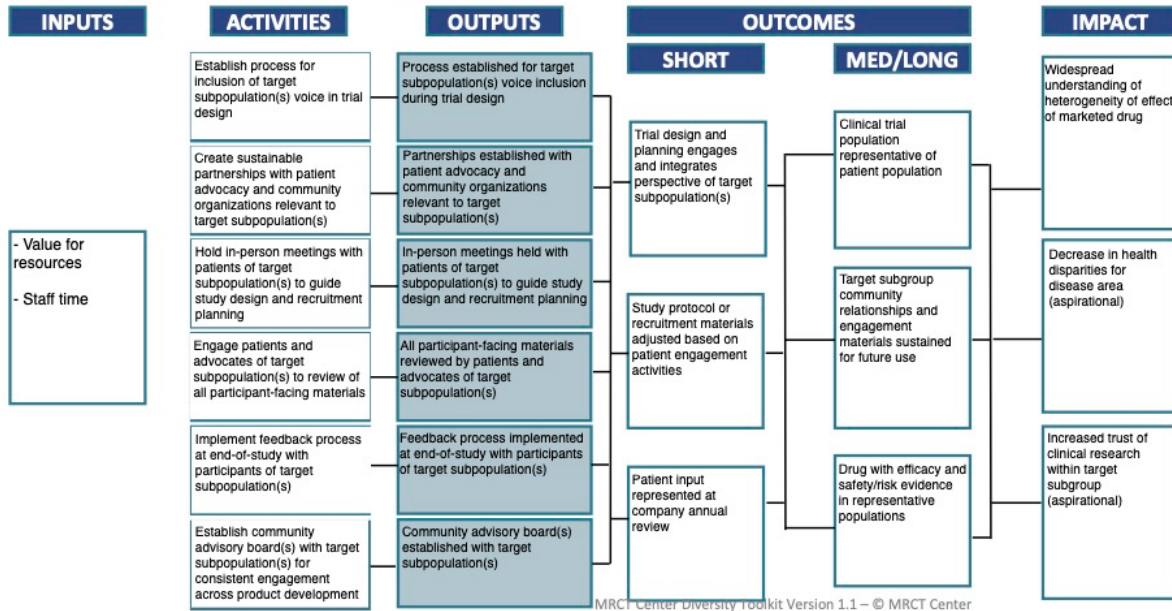 INPUTS
ACTIVITIES
OUTPUTS
OUTCOMES
IMPACT
SHORT
MED/LONG
- Value for
resources
- Staff time
Establish process for
inclusion of target
subpopulation(s) voice in trial
design
Create sustainable
partnerships with patient
advocacy and community
organizations relevant to
target subpopulation(s)
Hold in-person meetings with
patients of target
subpopulation(s) to guide
study design and recruitment
planning
Engage patients and
advocates of target
subpopulation(s) to review of
all participant-facing materials
Implement feedback process
at end-of-study with
participants of target
subpopulation(s)
Establish community
advisory board(s) with target
subpopulation(s) for
consistent engagement
across product development
Process established for target
subpopulation(s) voice inclusion
during trial design
Partnerships established with
patient advocacy and
community organizations
relevant to target
subpopulation(s)
In-person meetings held with
patients of target
subpopulation(s) to guide study
design and recruitment planning
All participant-facing materials
reviewed by patients and
advocates of target
subpopulation(s)
Feedback process implemented
at end-of-study with participants
of target subpopulation(s)
Community advisory board(s)
established with target
subpopulation(s)
Trial design and
planning engages
and integrates
perspective of target
subpopulation(s)
Study protocol or
recruitment materials
adjusted based on
patient engagement
activities
Patient input
represented at
company annual
review
Clinical trial
population
representative of
patient population
Target subgroup
community
relationships and
engagement
materials sustained
for future use
Drug with efficacy and
safety/risk evidence
in representative
populations
Widespread
understanding of
heterogeneity of effect
of marketed drug
Decrease in health
disparities for
disease area
(aspirational)
Increased trust of
clinical research
within target
subgroup
(aspirational)
MRCT Center Diversity Toolkit Version 1.1 – © MRCT Center